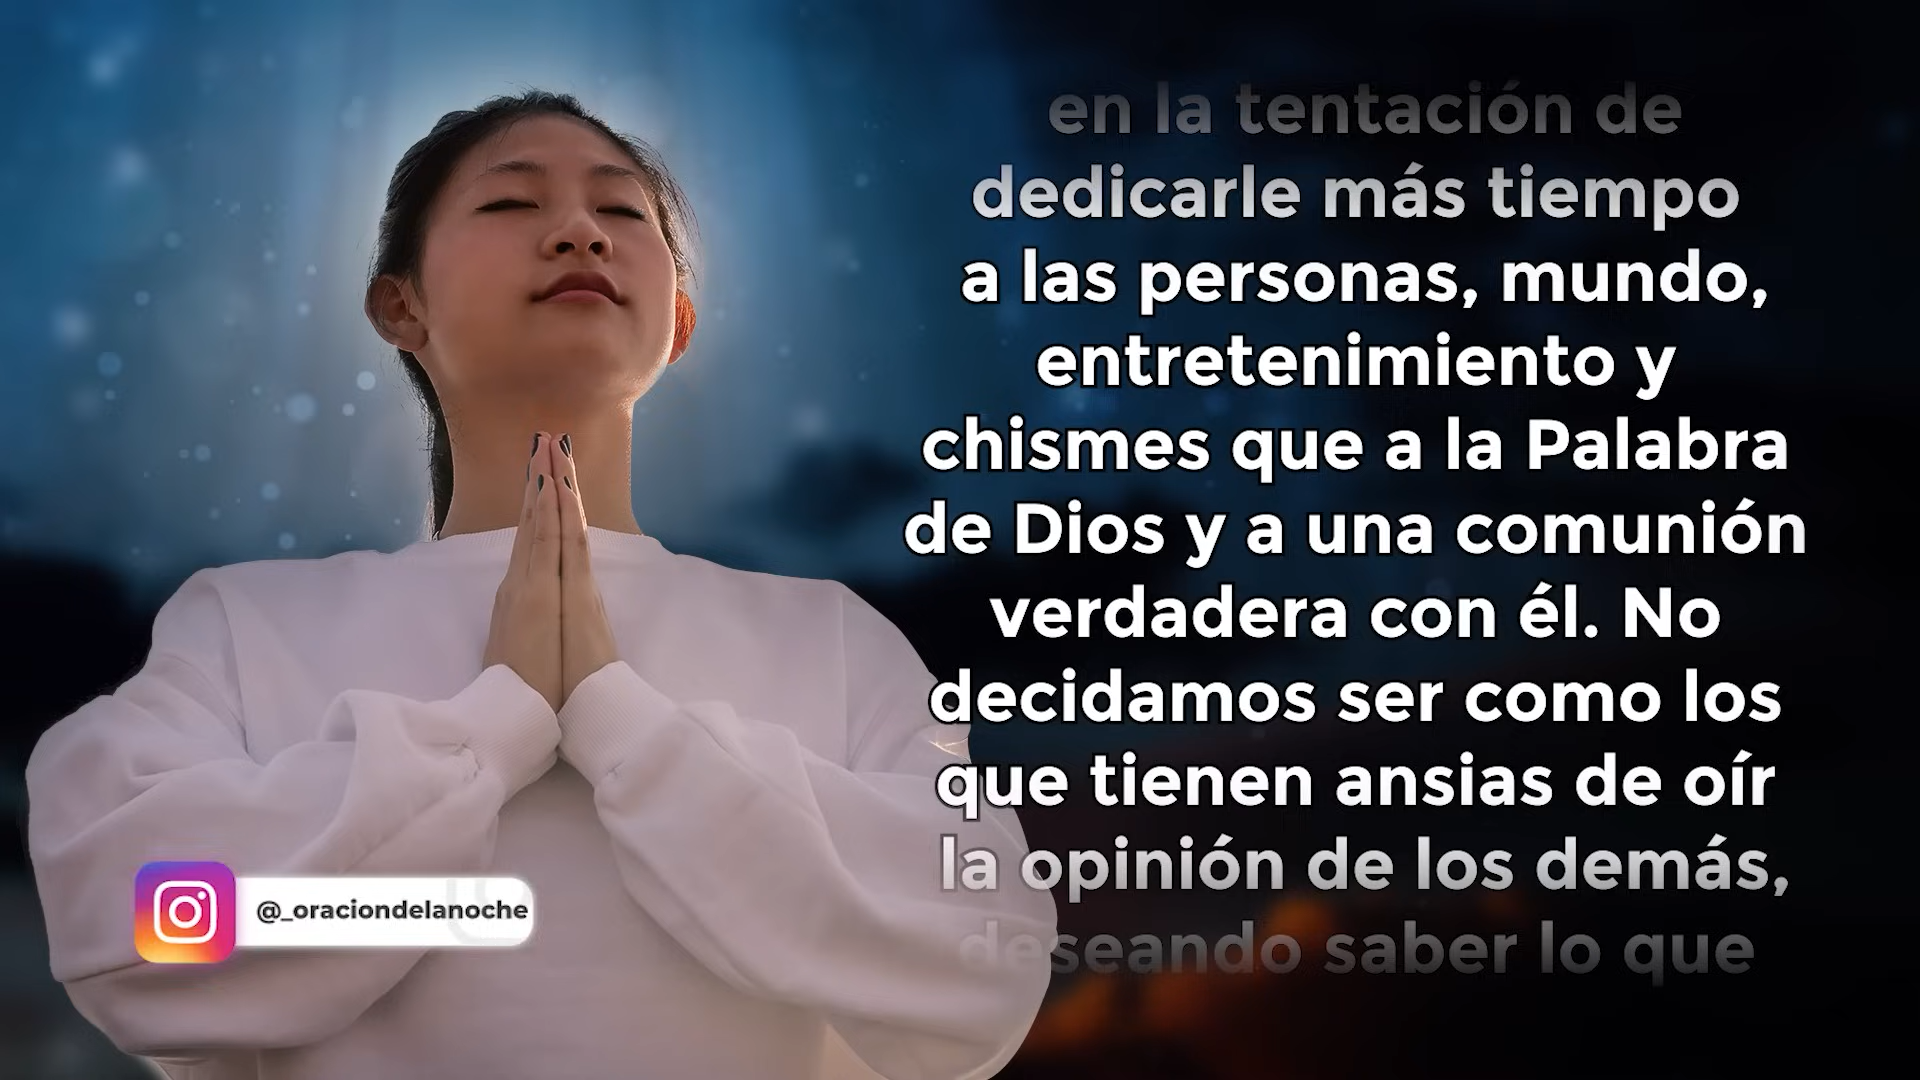 en la tentación de
dedicarle más tiempo
a las personas, mundo,
entretenimiento y
chismes que a la Palabra
de Dios y a una comunión
verdadera con él. No
decidamos ser como los
que tienen ansias de oír
la opinión de los demás,
deseando saber lo que
@_oraciondelanoche